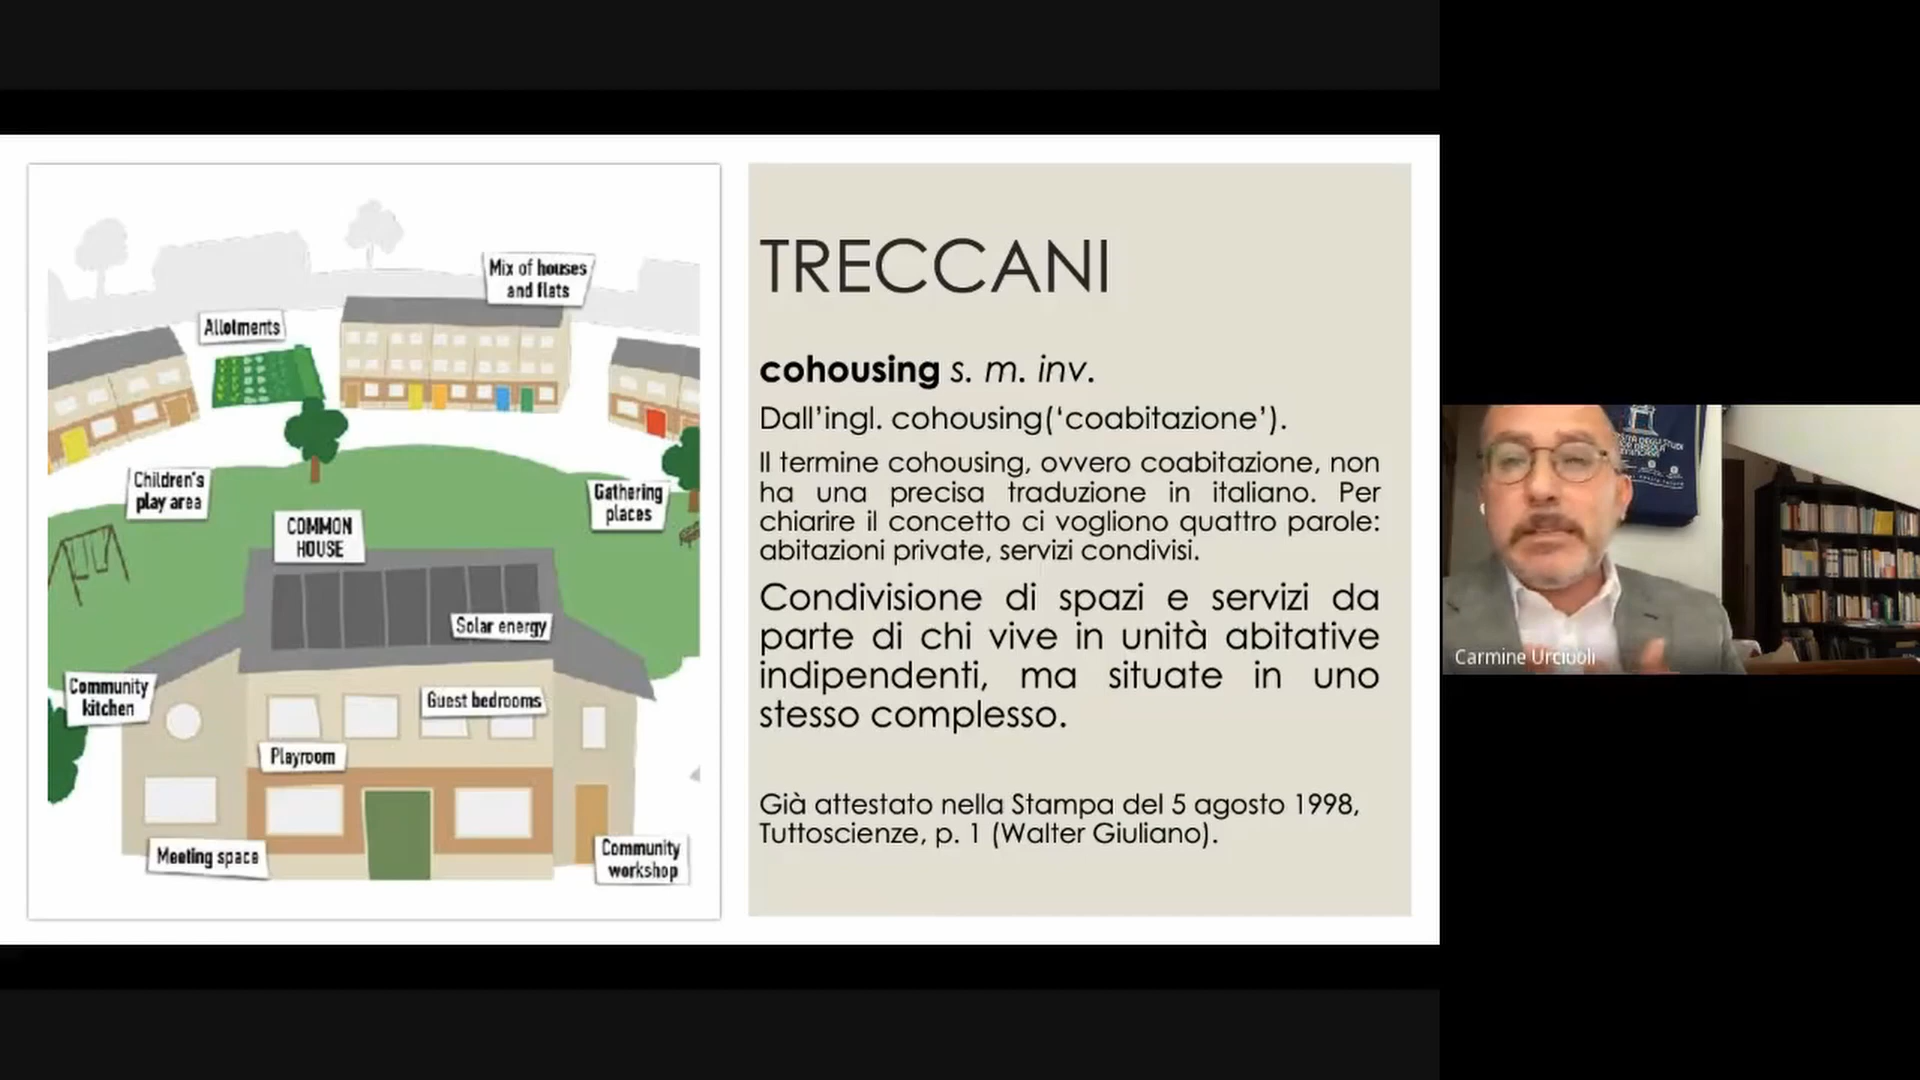 Mix of houses
and flats
Allotments
Children's
play area
Gathering
places
COMMON
HOUSE
Solar energy
Community
kitchen
Guest bedrooms
Playroom
Meeting space
Community
workshop
TRECCANI
cohousing s. m. inv.
Dall’ingl. cohousing(‘coabitazione’).
Il termine cohousing, ovvero coabitazione, non
ha una precisa traduzione in italiano. Per
chiarire il concetto ci vogliono quattro parole:
abitazioni private, servizi condivisi.
Condivisione di spazi e servizi da
parte di chi vive in unità abitative
indipendenti, ma situate in uno
stesso complesso.
Già attestato nella Stampa del 5 agosto 1998,
Tuttoscienze, p. 1 (Walter Giuliano).
DEGLI STUDI
Carmine Urciuoli